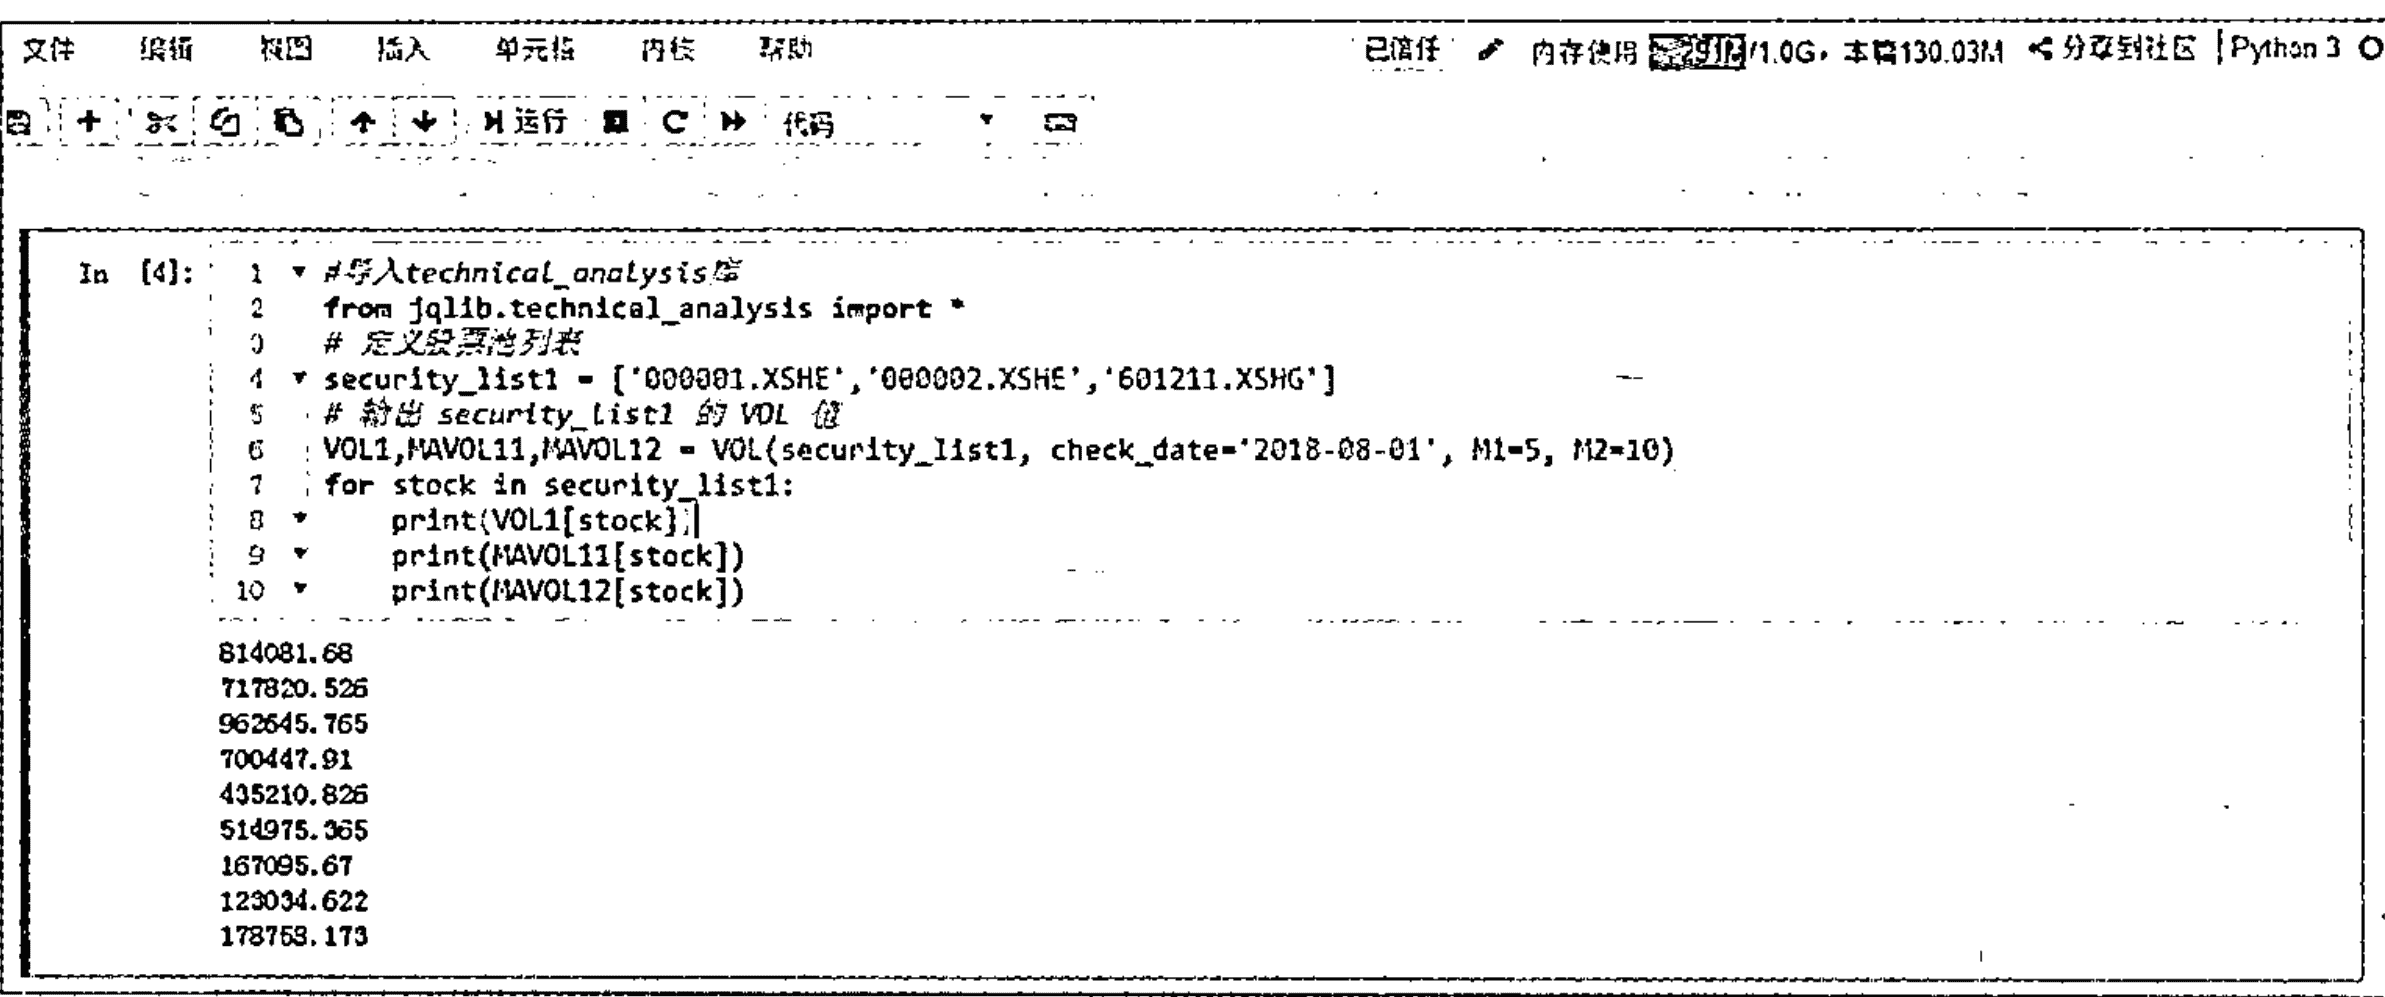 文件 编辑 视图 插入 单元格 内核 帮助 已信任 内存使用 /1.0G, 本篇130.03M 分享到社区 Python 3
运行 代码
In [4]:
1 #导入technical_analysis库
2 from jqlib.technical_analysis import *
3 # 定义股票池列表
4 security_list1 = ['000001.XSHE','000002.XSHE','601211.XSHG']
5 # 输出 security_list1 的 VOL 值
6 VOL1,MAVOL11,MAVOL12 = VOL(security_list1, check_date='2018-08-01', M1=5, M2=10)
7 for stock in security_list1:
8 print(VOL1[stock])
9 print(MAVOL11[stock])
10 print(MAVOL12[stock])
814081.68
717820.526
962645.765
700447.91
435210.826
514975.365
167095.67
123034.622
178753.173